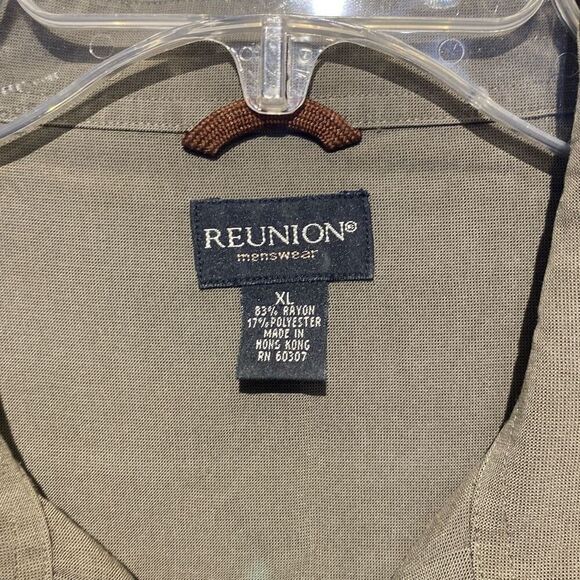 REUNION®
menswear
XL
83% RAYON
17% POLYESTER
MADE IN
HONG KONG
RN 60307